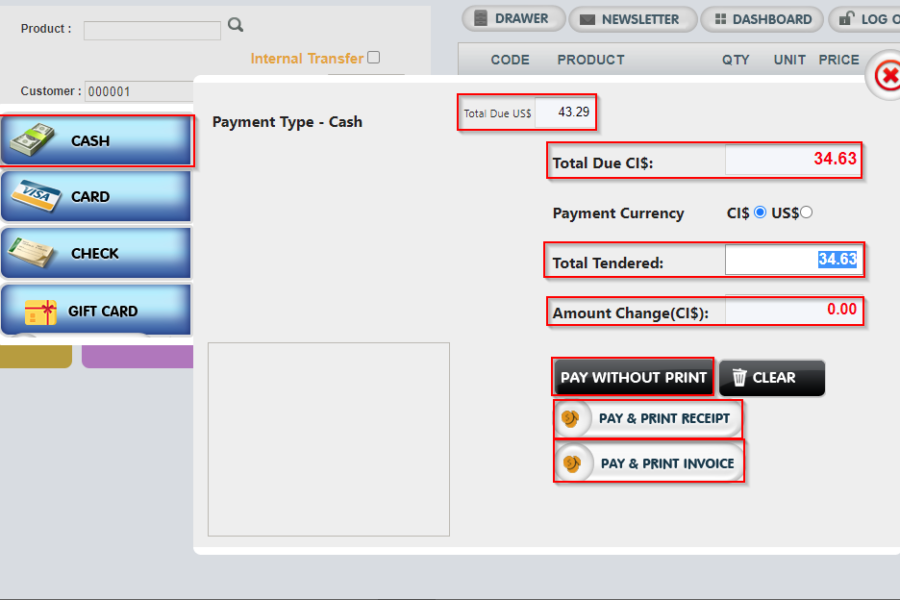 Product :
Internal Transfer
Customer : 000001
DRAWER NEWSLETTER DASHBOARD LOG O
CODE PRODUCT QTY UNIT PRICE
CASH
VISA CARD
CHECK
GIFT CARD
Payment Type - Cash
Total Due US$ 43.29
Total Due CI$: 34.63
Payment Currency CI$ US$
Total Tendered: 34.63
Amount Change(CI$): 0.00
PAY WITHOUT PRINT CLEAR
PAY & PRINT RECEIPT
PAY & PRINT INVOICE